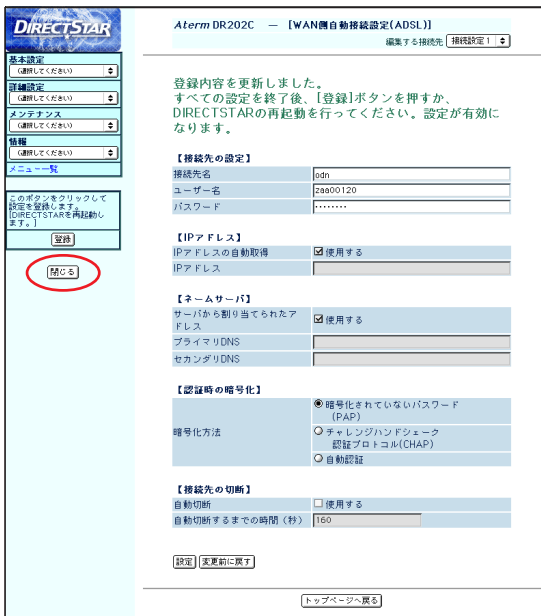 DIRECTSTAR
基本設定
(選択してください)
詳細設定
(選択してください)
メンテナンス
(選択してください)
情報
(選択してください)
メニュー一覧
このボタンをクリックして
設定を登録します。
[DIRECTSTARを再起動し
ます。]
登録
閉じる
Aterm DR202C － [WAN側自動接続設定(ADSL)]
編集する接続先 接続設定1
登録内容を更新しました。
すべての設定を終了後、[登録]ボタンを押すか、
DIRECTSTARの再起動を行ってください。設定が有効に
なります。
【接続先の設定】
接続先名 odn
ユーザー名 zaa00120
パスワード ········
【IPアドレス】
IPアドレスの自動取得 使用する
IPアドレス
【ネームサーバ】
サーバから割り当てられたア
ドレス 使用する
プライマリDNS
セカンダリDNS
【認証時の暗号化】
暗号化方法
暗号化されていないパスワード
(PAP)
チャレンジハンドシェーク
認証プロトコル(CHAP)
自動認証
【接続先の切断】
自動切断 使用する
自動切断するまでの時間（秒） 160
設定 変更前に戻す
トップページへ戻る